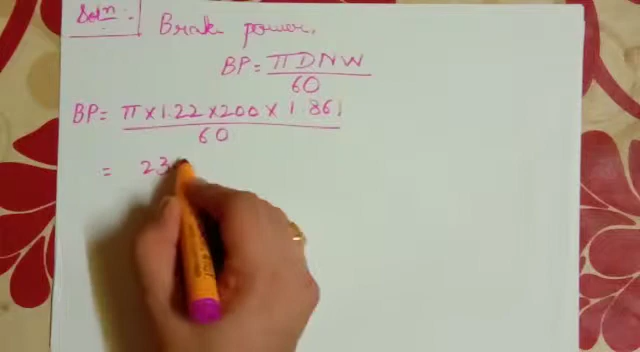 Soln:
Brake power.
BP = πDNW
60
BP = π×1.22×200×1.861
60
= 23